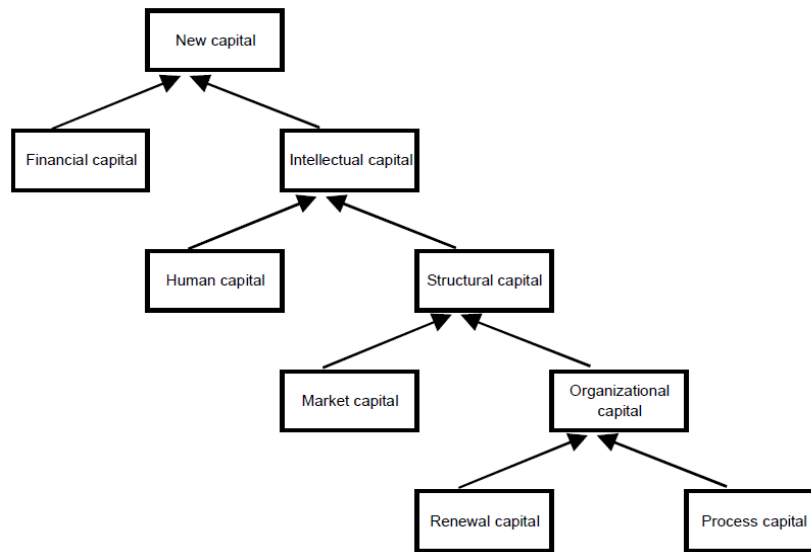 New capital
Financial capital
Intellectual capital
Human capital
Structural capital
Market capital
Organizational
capital
Renewal capital
Process capital